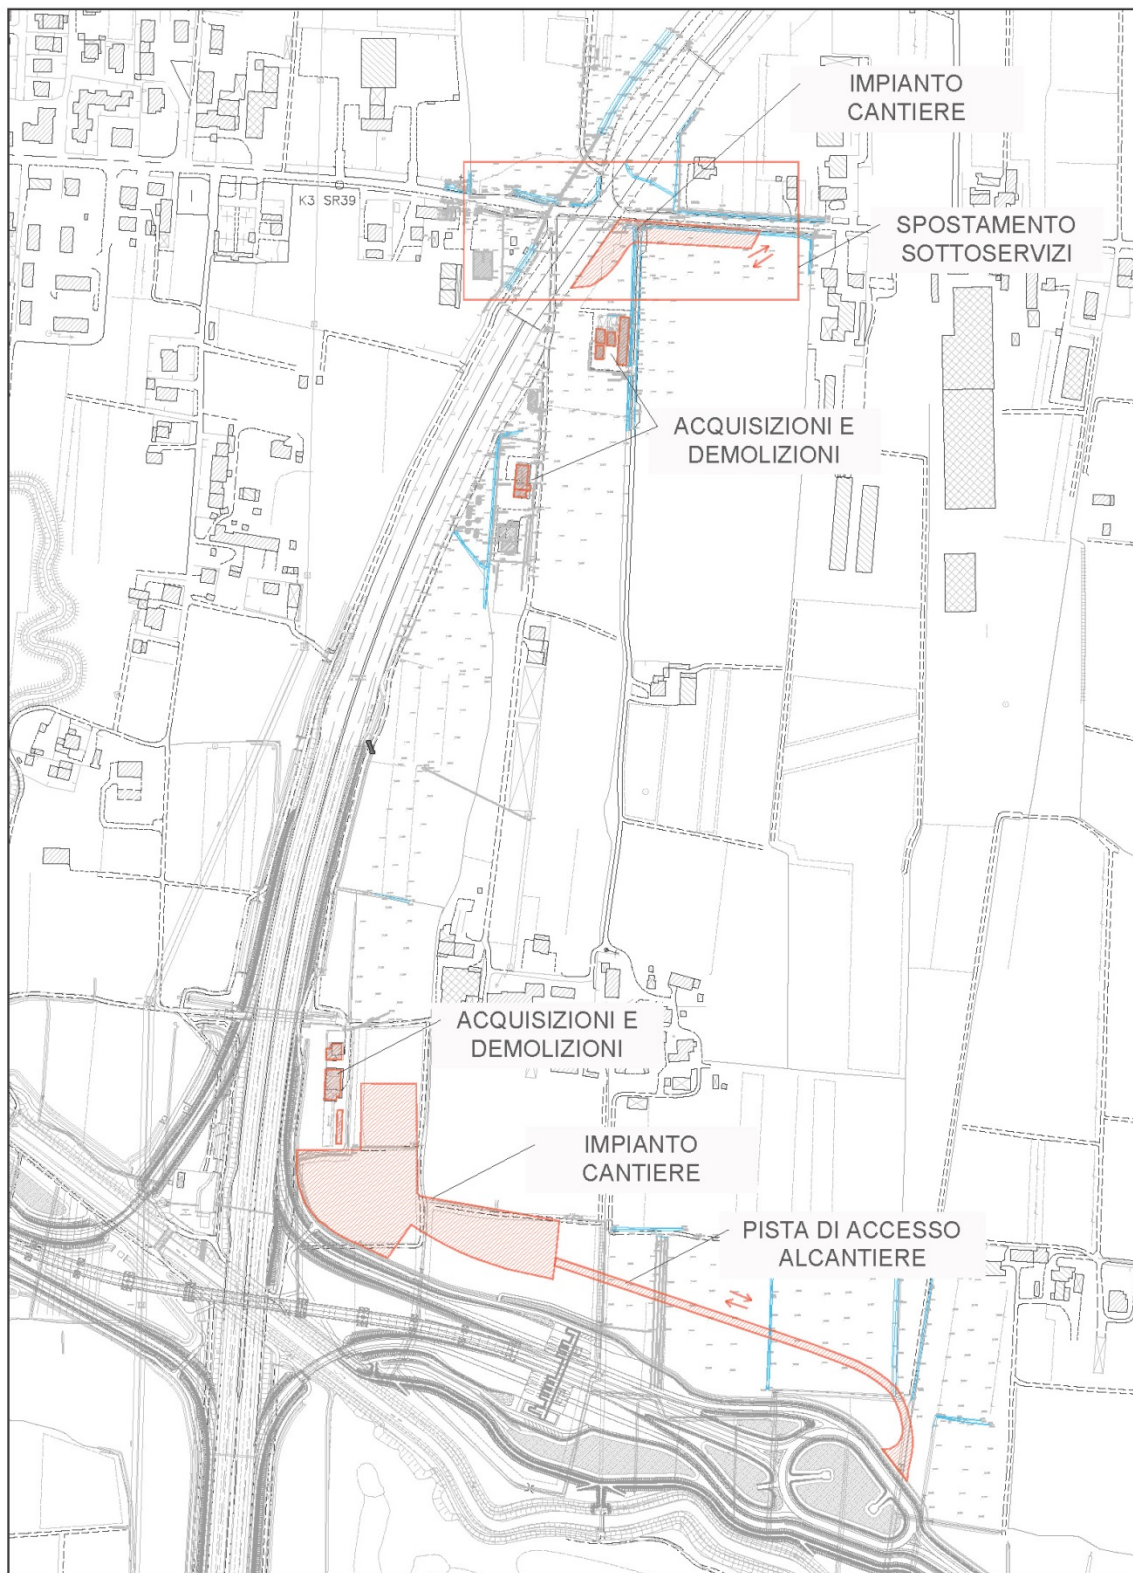 IMPIANTO
CANTIERE
K3 SR39
SPOSTAMENTO
SOTTOSERVIZI
ACQUISIZIONI E
DEMOLIZIONI
ACQUISIZIONI E
DEMOLIZIONI
IMPIANTO
CANTIERE
PISTA DI ACCESSO
ALCANTIERE